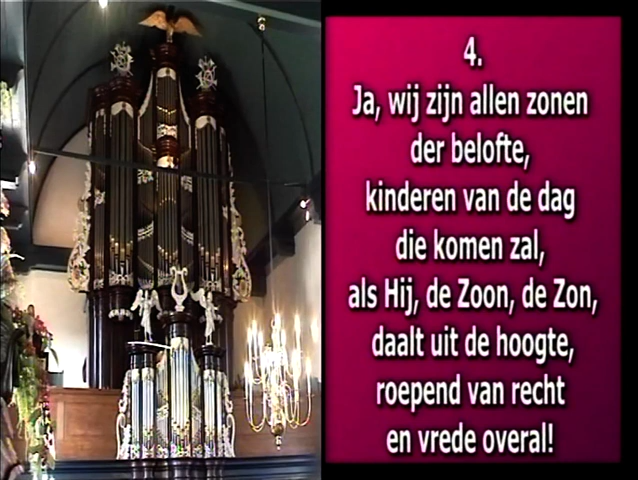 4.
Ja, wij zijn allen zonen
der belofte,
kinderen van de dag
die komen zal,
als Hij, de Zoon, de Zon,
daalt uit de hoogte,
roepend van recht
en vrede overal!